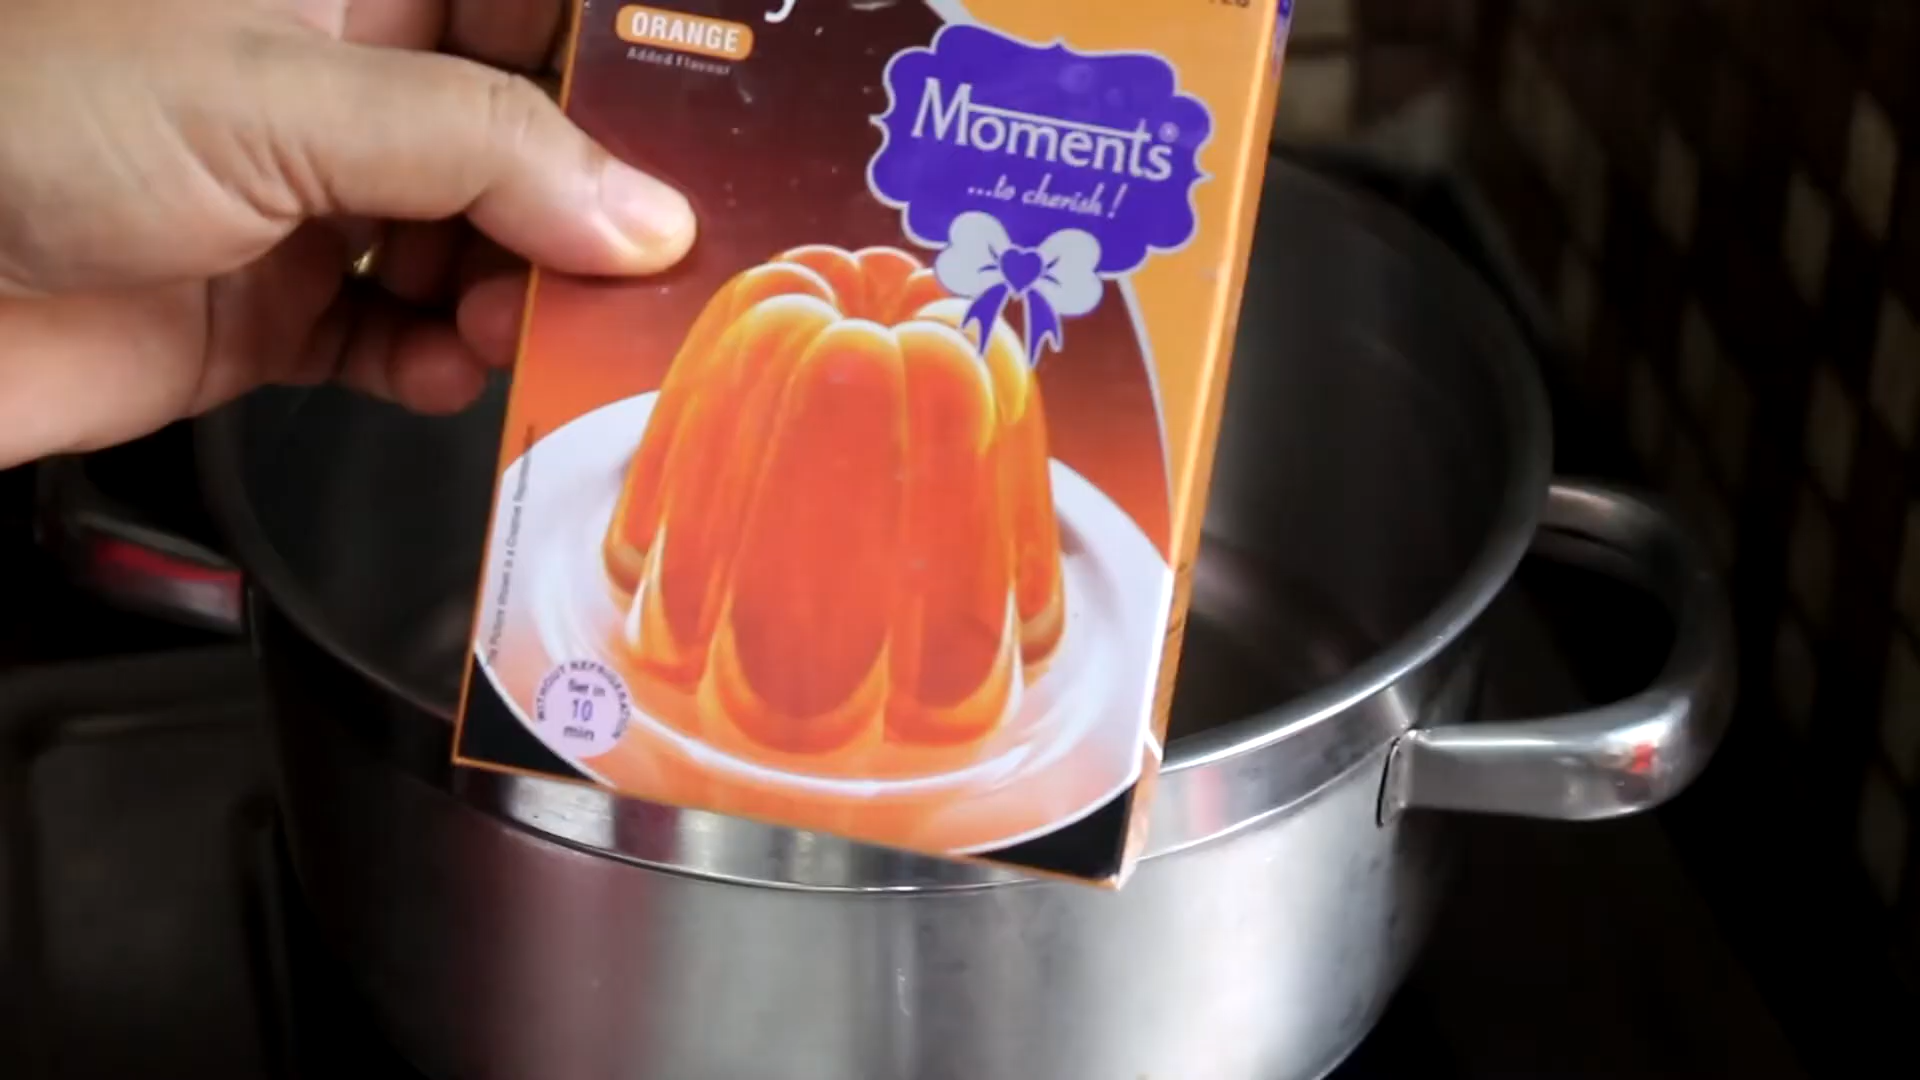 ORANGE
Added Flavour
Moments®
...to cherish!
WITHOUT REFRIGERATION
Set in
10
min